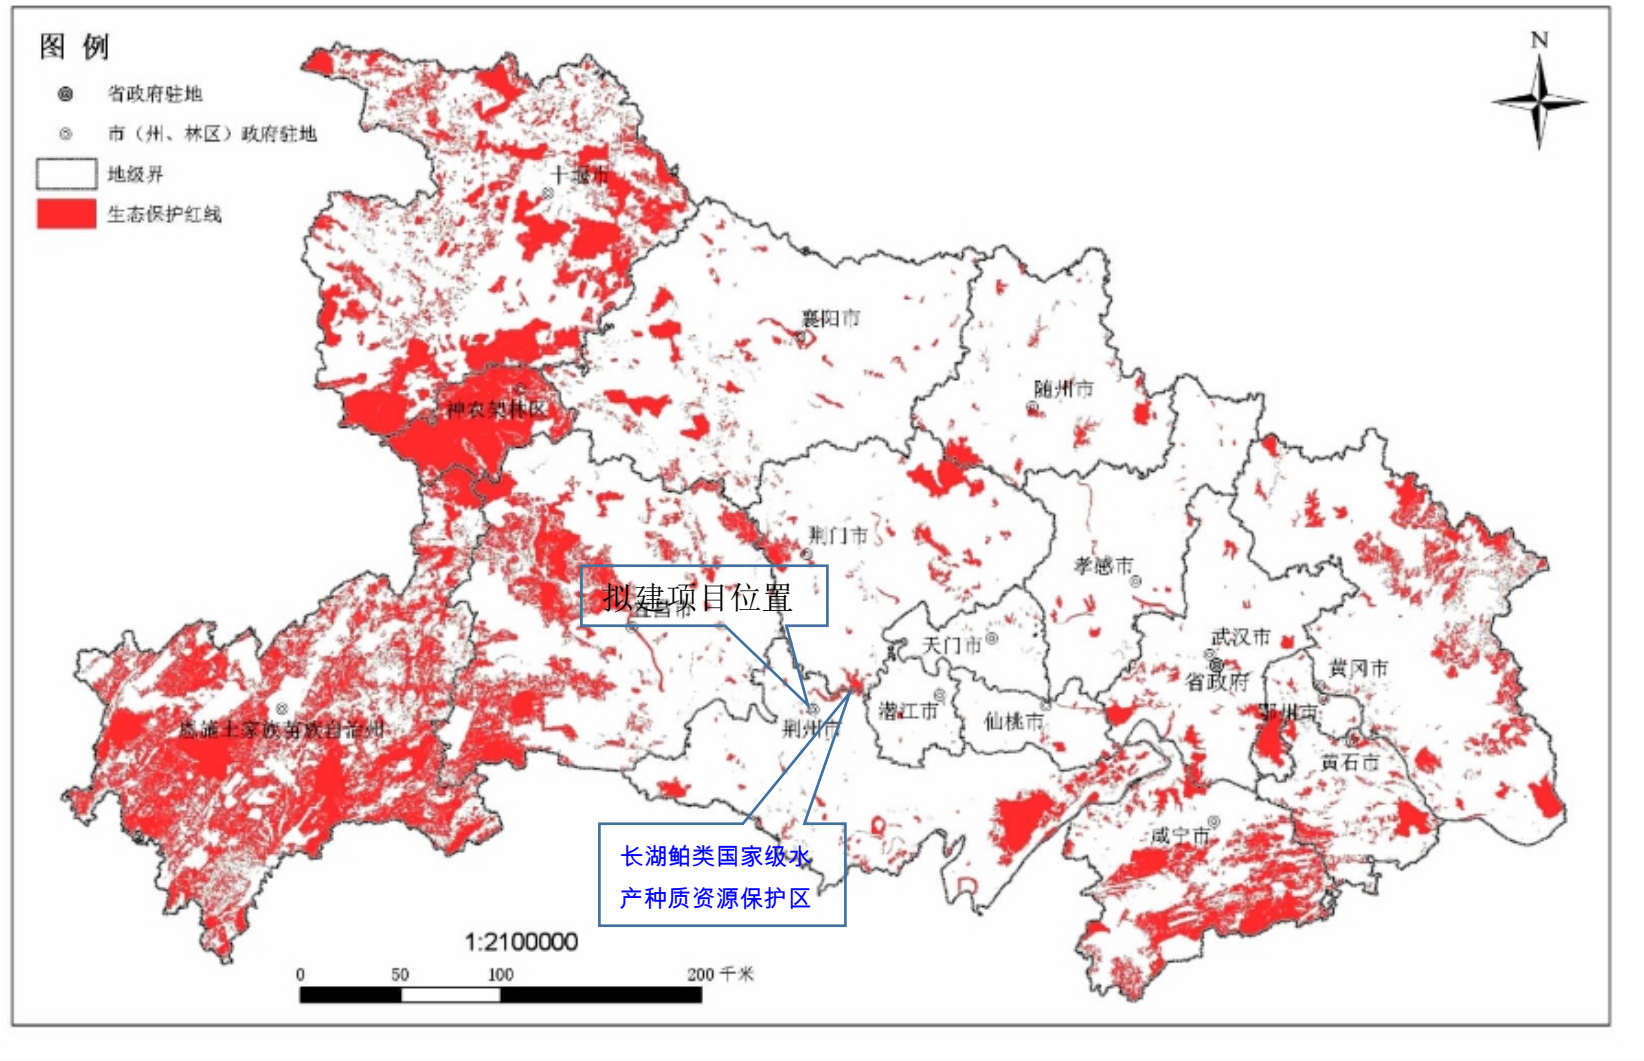 图 例
N
省政府驻地
市（州、林区）政府驻地
地级界
生态保护红线
十堰市
襄阳市
随州市
神农架林区
荆门市
孝感市
拟建项目位置
宜昌市
天门市
武汉市
省政府
黄冈市
恩施土家族苗族自治州
荆州市
潜江市
仙桃市
鄂州市
黄石市
咸宁市
长湖鲌类国家级水
产种质资源保护区
1:2100000
0 50 100 200 千米